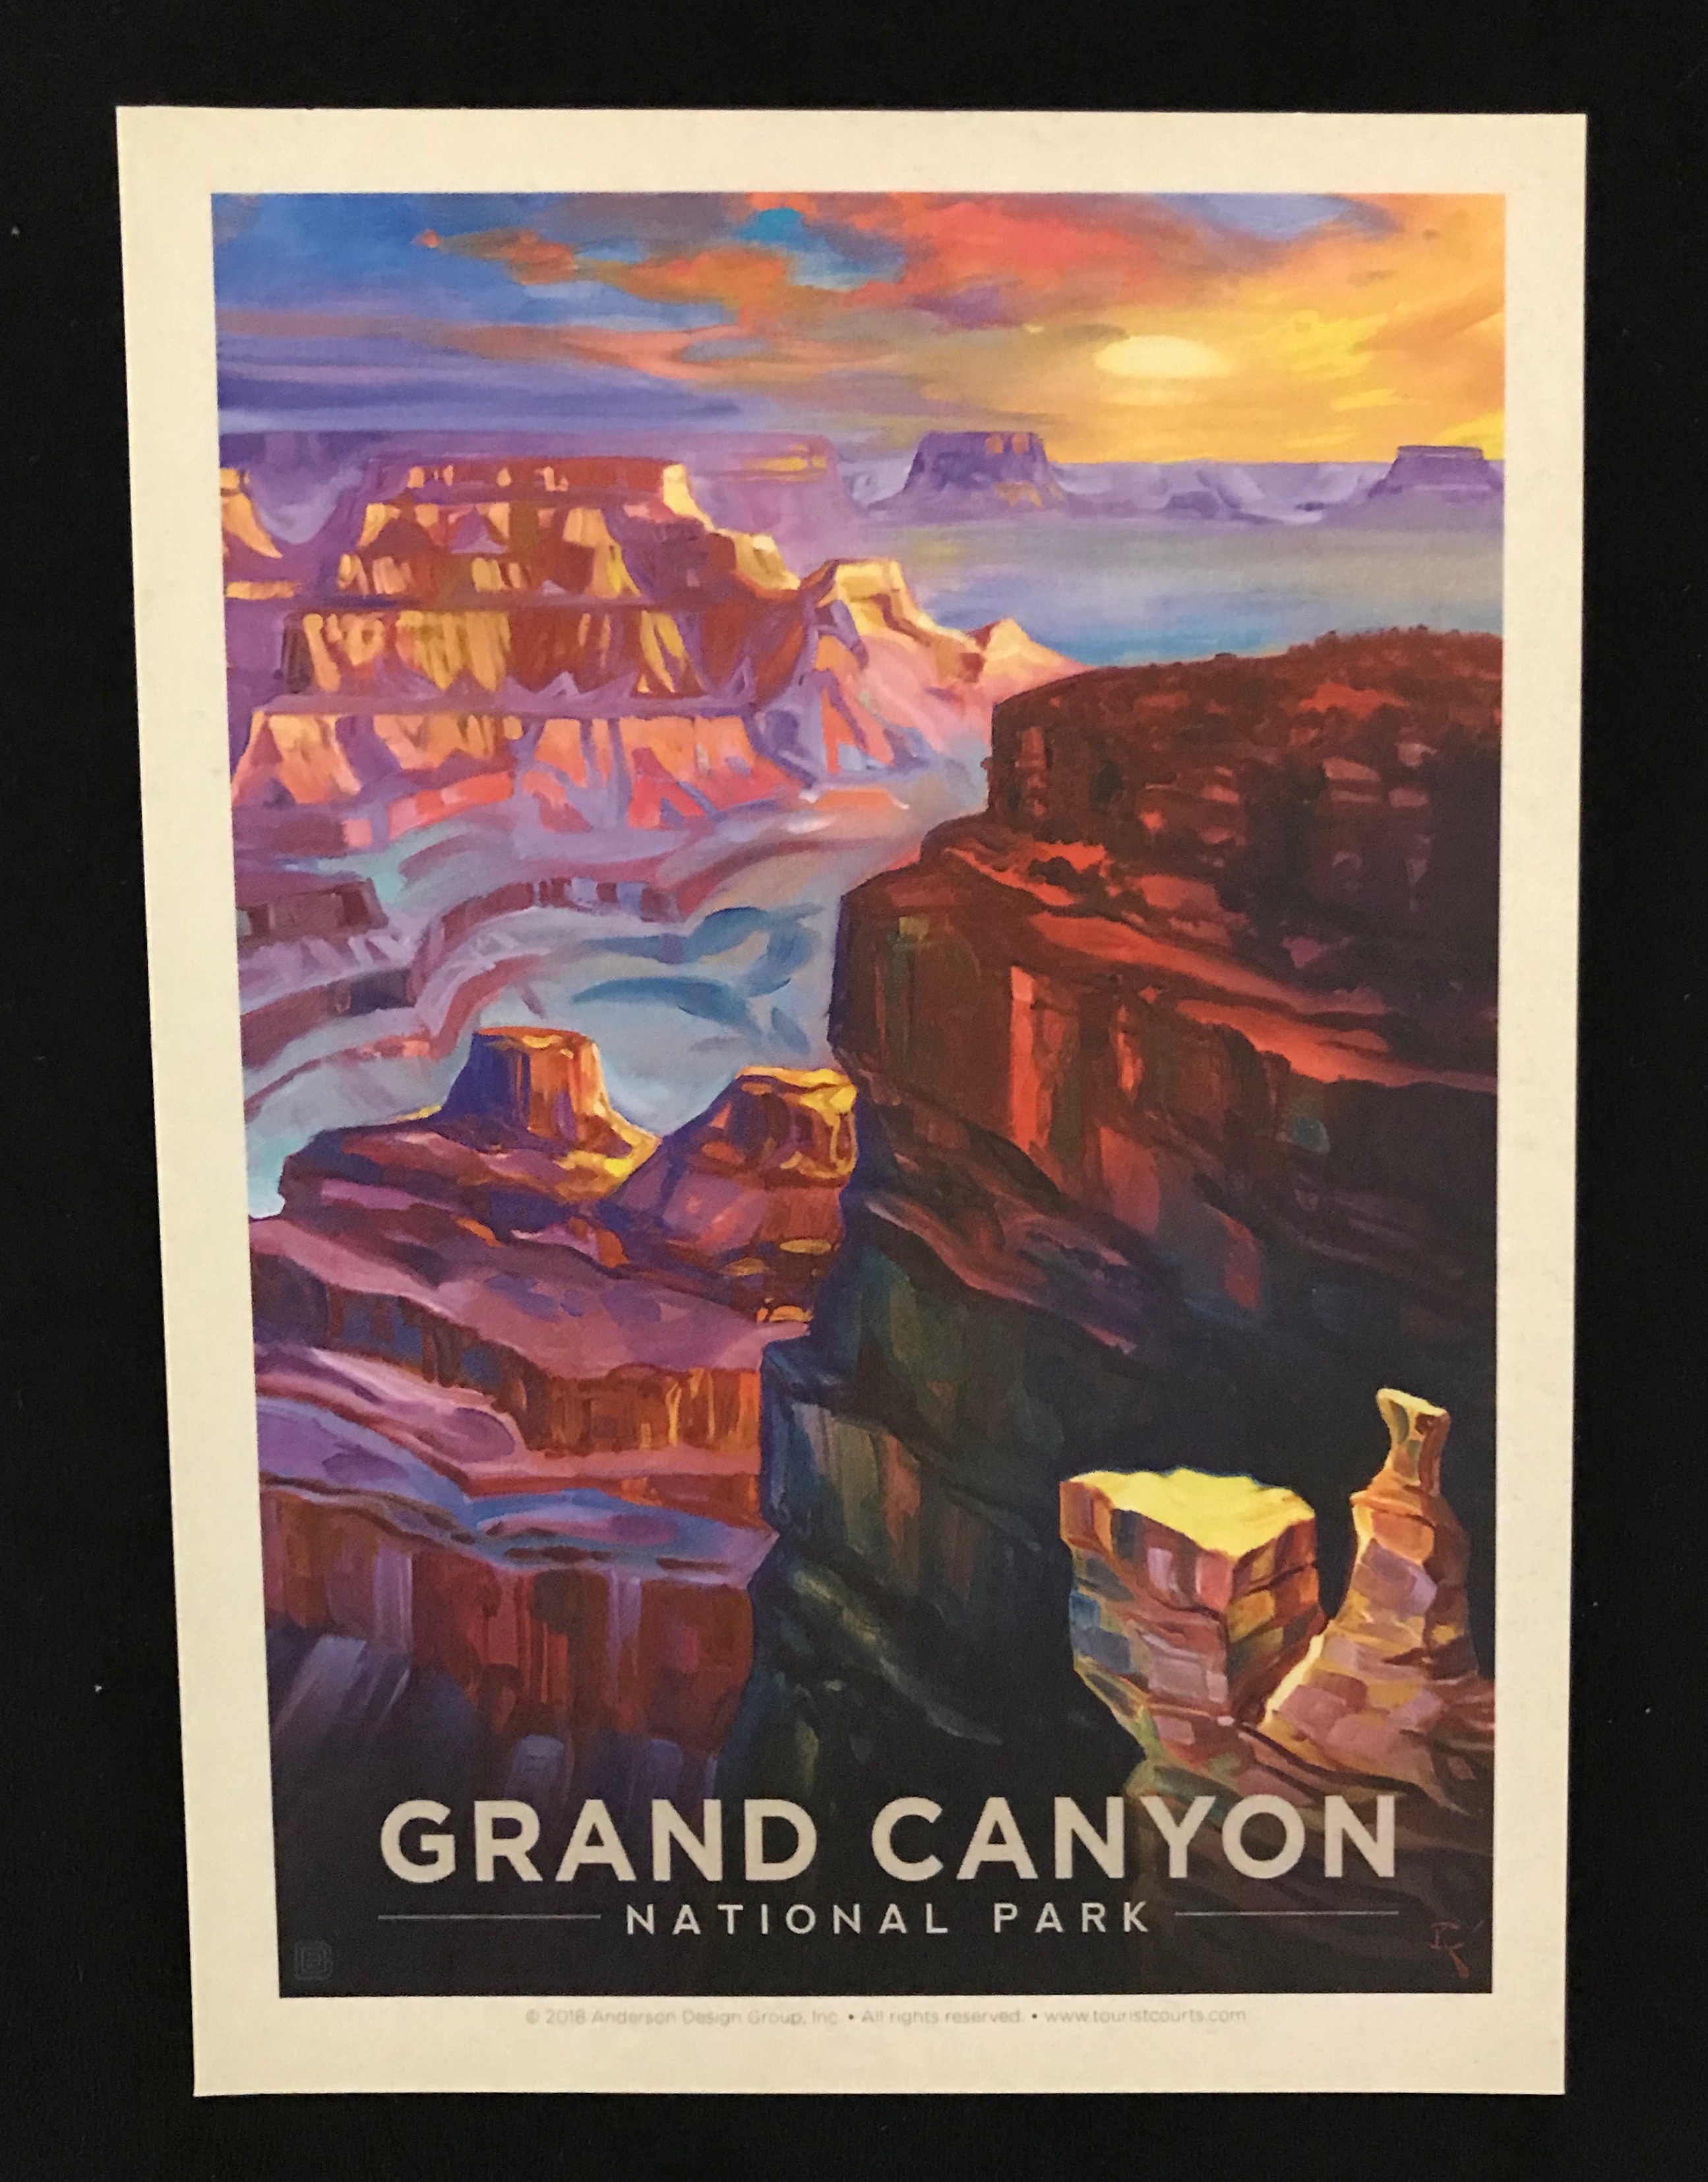 GRAND CANYON
NATIONAL PARK
© 2018 Anderson Design Group, Inc. • All rights reserved. • www.touristcourts.com